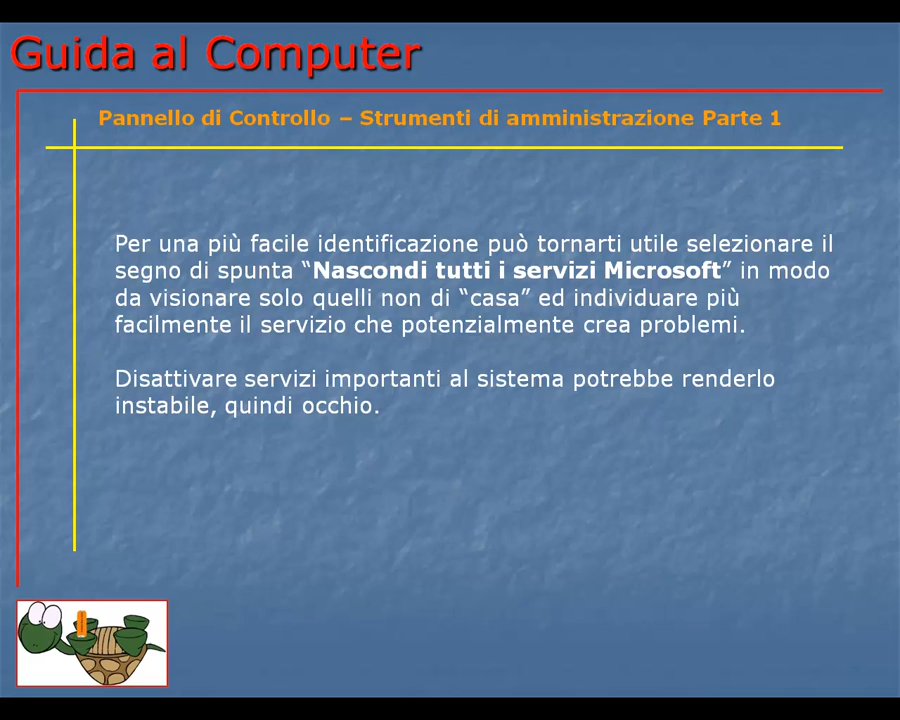 Guida al Computer
Pannello di Controllo – Strumenti di amministrazione Parte 1
Per una più facile identificazione può tornarti utile selezionare il
segno di spunta “Nascondi tutti i servizi Microsoft” in modo
da visionare solo quelli non di “casa” ed individuare più
facilmente il servizio che potenzialmente crea problemi.
Disattivare servizi importanti al sistema potrebbe renderlo
instabile, quindi occhio.